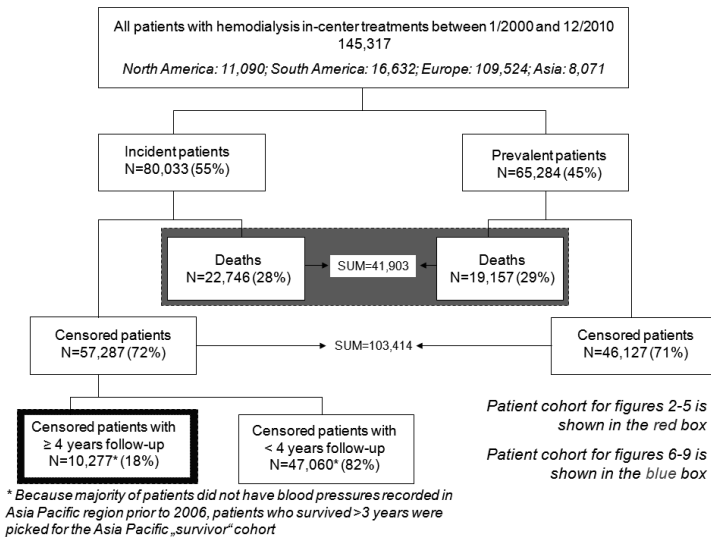 All patients with hemodialysis in-center treatments between 1/2000 and 12/2010
145,317
North America: 11,090; South America: 16,632; Europe: 109,524; Asia: 8,071
Incident patients
N=80,033 (55%)
Prevalent patients
N=65,284 (45%)
Deaths
N=22,746 (28%)
SUM=41,903
Deaths
N=19,157 (29%)
Censored patients
N=57,287 (72%)
SUM=103,414
Censored patients
N=46,127 (71%)
Censored patients with
≥ 4 years follow-up
N=10,277* (18%)
Censored patients with
< 4 years follow-up
N=47,060* (82%)
Patient cohort for figures 2-5 is
shown in the red box
Patient cohort for figures 6-9 is
shown in the blue box
* Because majority of patients did not have blood pressures recorded in
Asia Pacific region prior to 2006, patients who survived >3 years were
picked for the Asia Pacific „survivor“ cohort